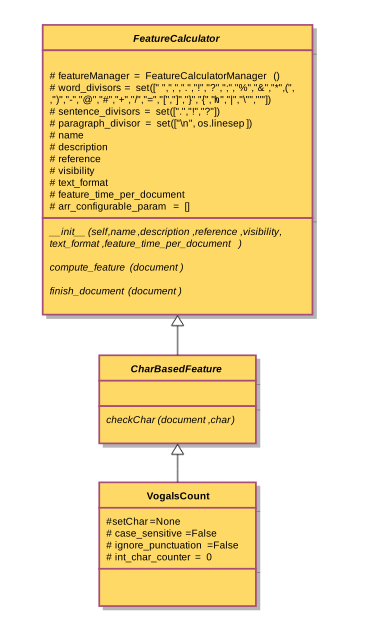 FeatureCalculator
# featureManager = FeatureCalculatorManager ()
# word_divisors = set([" ",",",".","!","?",";","%","&","*",("
,")","-","@","#","+","/","=","[","]","}","{","\n","|","\"",""])
# sentence_divisors = set([".","!","?"])
# paragraph_divisor = set(["\n", os.linesep])
# name
# description
# reference
# visibility
# text_format
# feature_time_per_document
# arr_configurable_param = []
__init__ (self,name,description ,reference ,visibility,
text_format ,feature_time_per_document )
compute_feature (document)
finish_document (document)
CharBasedFeature
checkChar(document ,char)
VogalsCount
#setChar=None
# case_sensitive =False
# ignore_punctuation =False
# int_char_counter = 0